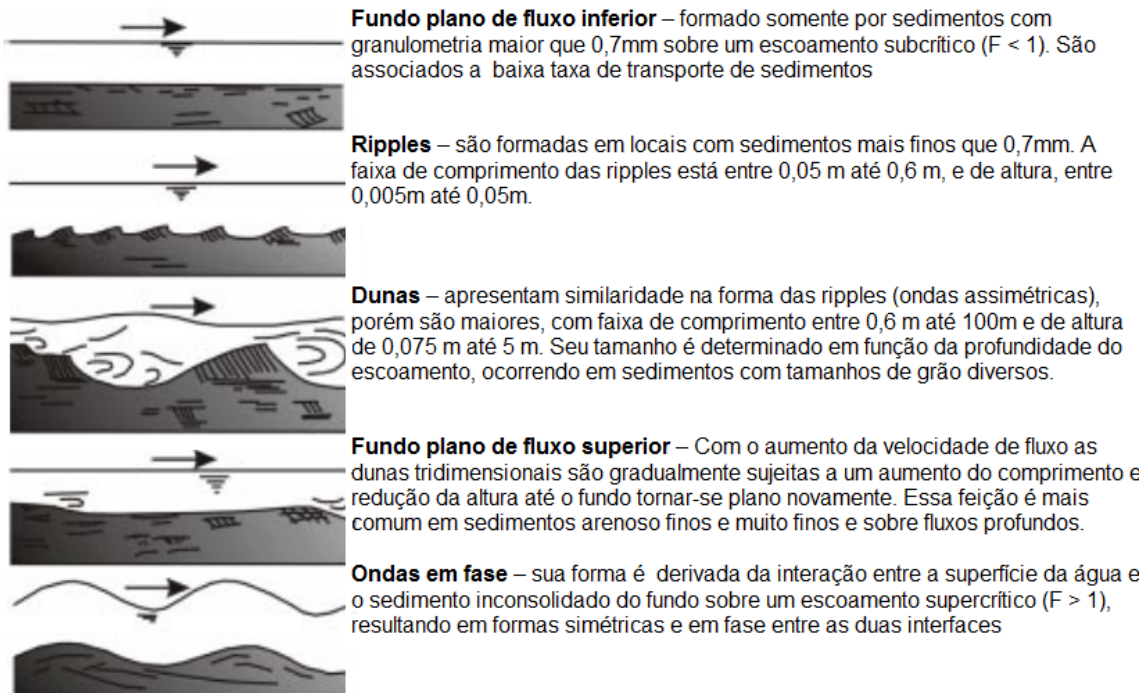 Fundo plano de fluxo inferior – formado somente por sedimentos com
granulometria maior que 0,7mm sobre um escoamento subcrítico (F < 1). São
associados a baixa taxa de transporte de sedimentos
Ripples – são formadas em locais com sedimentos mais finos que 0,7mm. A
faixa de comprimento das ripples está entre 0,05 m até 0,6 m, e de altura, entre
0,005m até 0,05m.
Dunas – apresentam similaridade na forma das ripples (ondas assimétricas),
porém são maiores, com faixa de comprimento entre 0,6 m até 100m e de altura
de 0,075 m até 5 m. Seu tamanho é determinado em função da profundidade do
escoamento, ocorrendo em sedimentos com tamanhos de grão diversos.
Fundo plano de fluxo superior – Com o aumento da velocidade de fluxo as
dunas tridimensionais são gradualmente sujeitas a um aumento do comprimento e
redução da altura até o fundo tornar-se plano novamente. Essa feição é mais
comum em sedimentos arenoso finos e muito finos e sobre fluxos profundos.
Ondas em fase – sua forma é derivada da interação entre a superfície da água e
o sedimento inconsolidado do fundo sobre um escoamento supercrítico (F > 1),
resultando em formas simétricas e em fase entre as duas interfaces